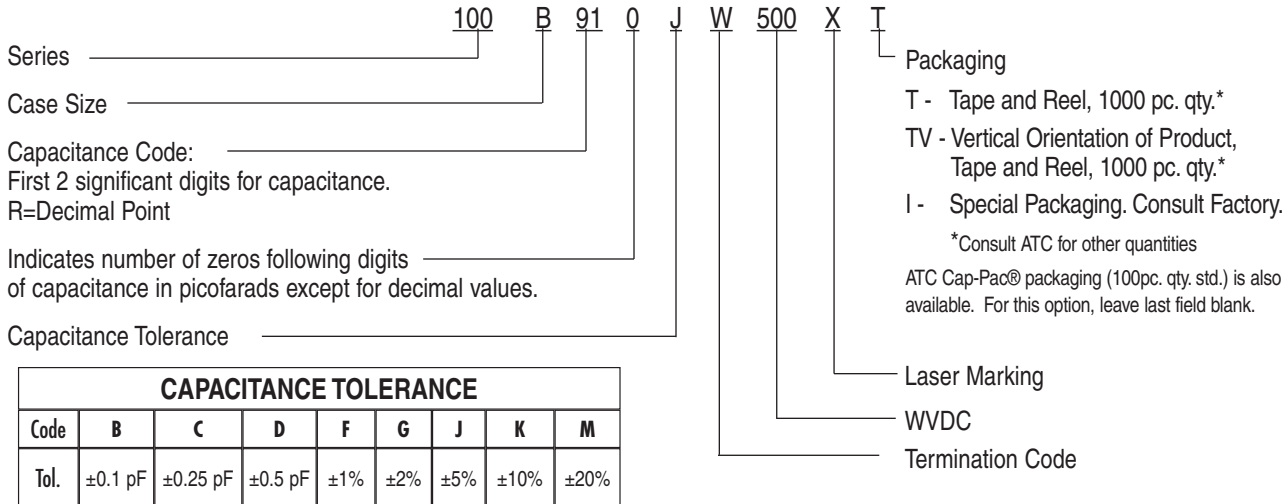 100 B 91 0 J W 500 X T
Series
Case Size
Capacitance Code:
First 2 significant digits for capacitance.
R=Decimal Point
Indicates number of zeros following digits
of capacitance in picofarads except for decimal values.
Capacitance Tolerance
CAPACITANCE TOLERANCE
Code B C D F G J K M
Tol. ±0.1 pF ±0.25 pF ±0.5 pF ±1% ±2% ±5% ±10% ±20%
Packaging
T - Tape and Reel, 1000 pc. qty.*
TV - Vertical Orientation of Product,
Tape and Reel, 1000 pc. qty.*
I - Special Packaging. Consult Factory.
*Consult ATC for other quantities
ATC Cap-Pac® packaging (100pc. qty. std.) is also
available. For this option, leave last field blank.
Laser Marking
WVDC
Termination Code